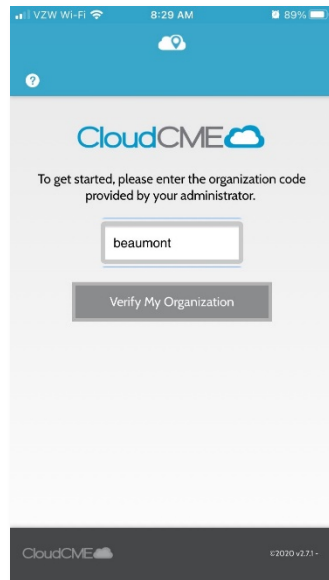 VZW Wi-Fi 8:29 AM 89%
?
CloudCME
To get started, please enter the organization code
provided by your administrator.
beaumont
Verify My Organization
CloudCME ©2020 v2.7.1 -